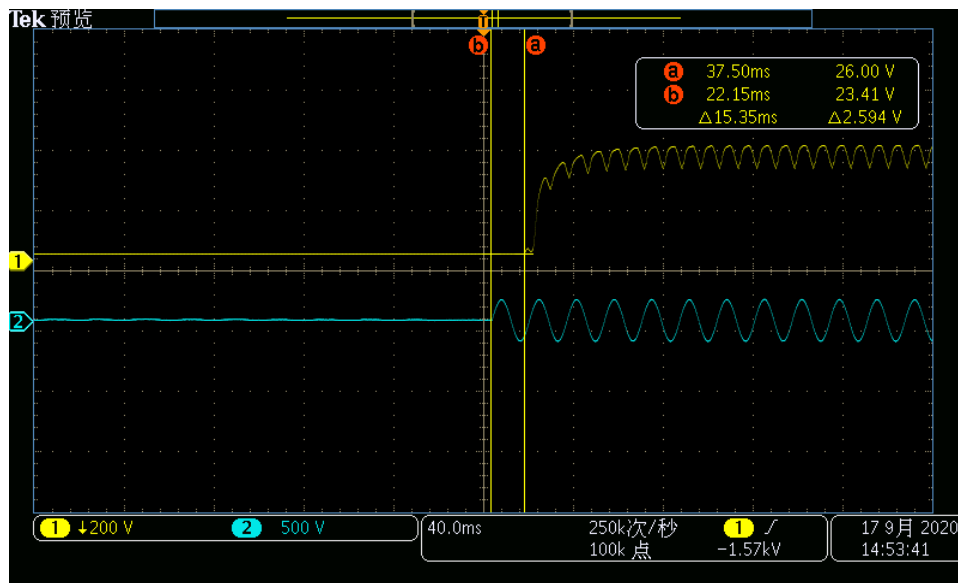 Tek 预览
T
b a
a 37.50ms 26.00 V
b 22.15ms 23.41 V
△15.35ms △2.594 V
1
2
1 ↓200 V 2 500 V
40.0ms 250k次/秒 1 ∫
100k 点 −1.57kV
17 9月 2020
14:53:41